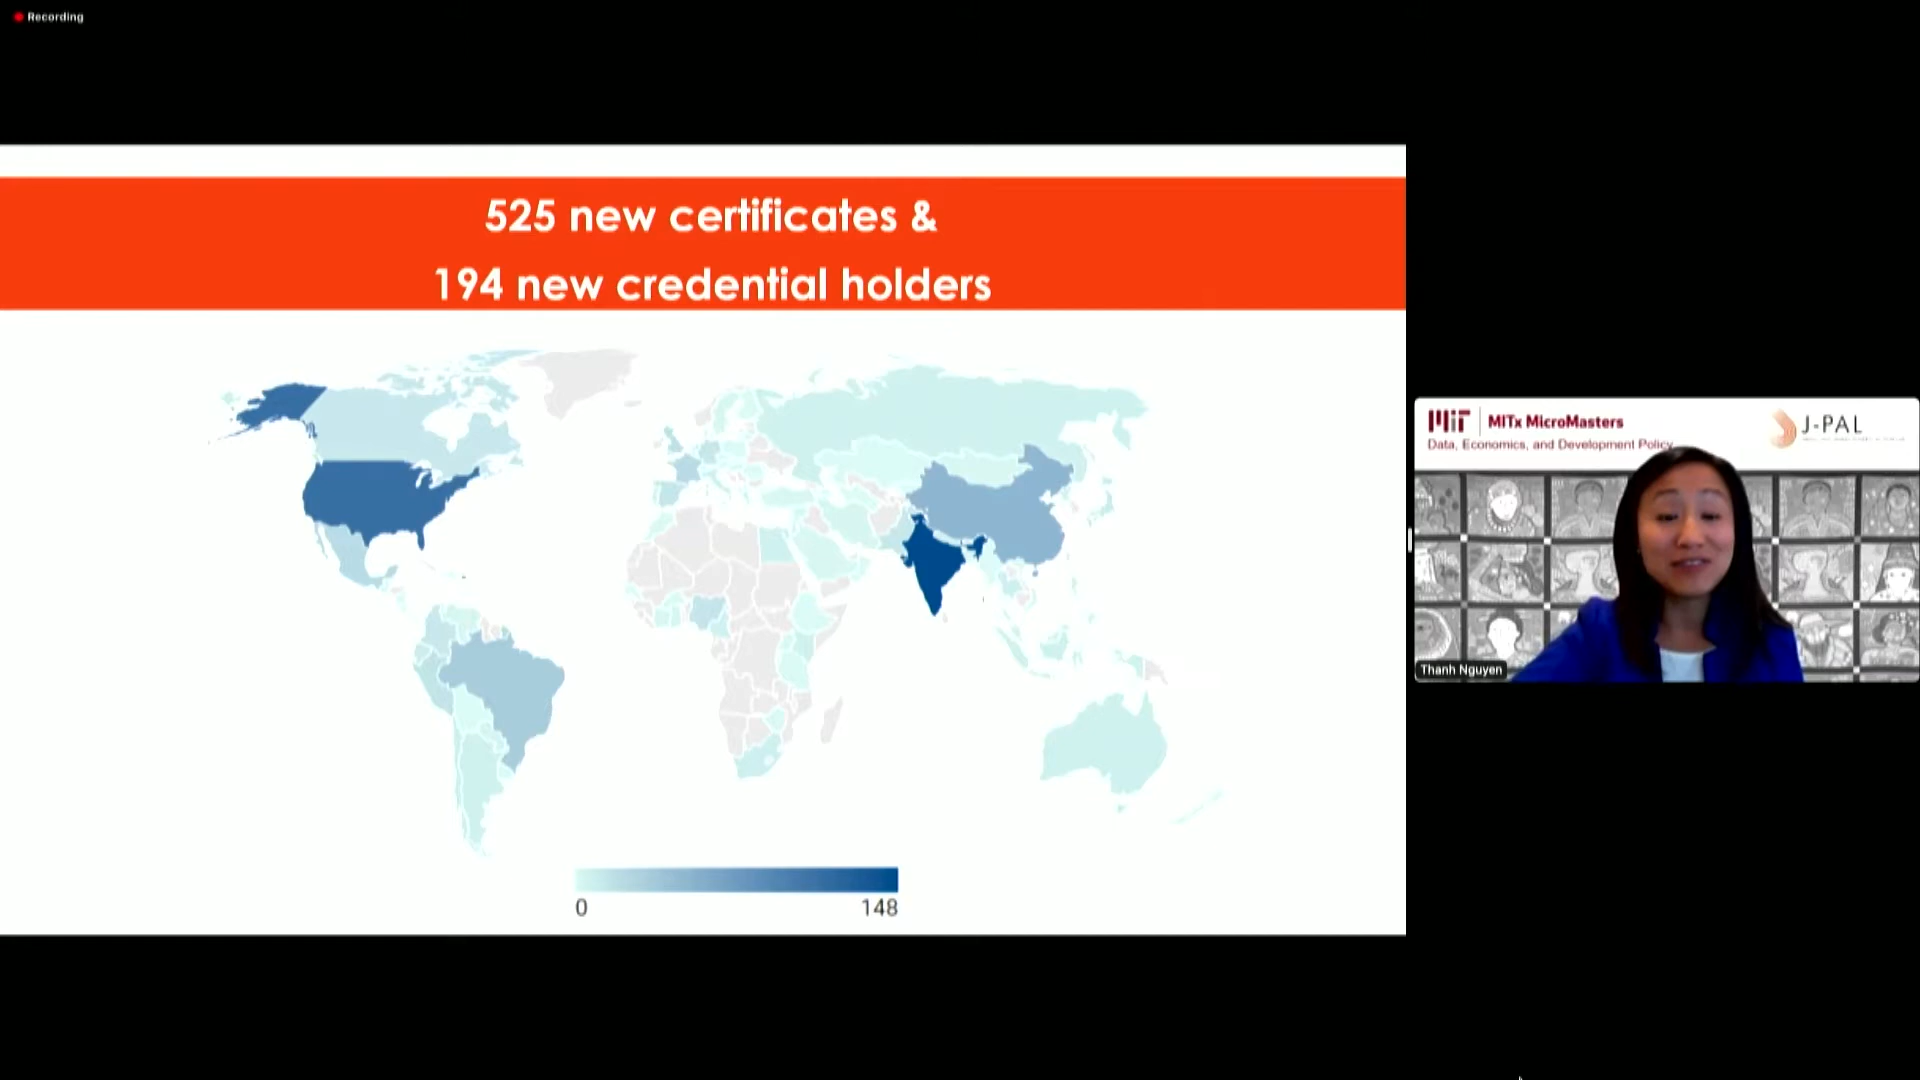 Recording
525 new certificates &
194 new credential holders
0
148
MIT
MITx MicroMasters
Data, Economics, and Development Policy
J-PAL
Thanh Nguyen